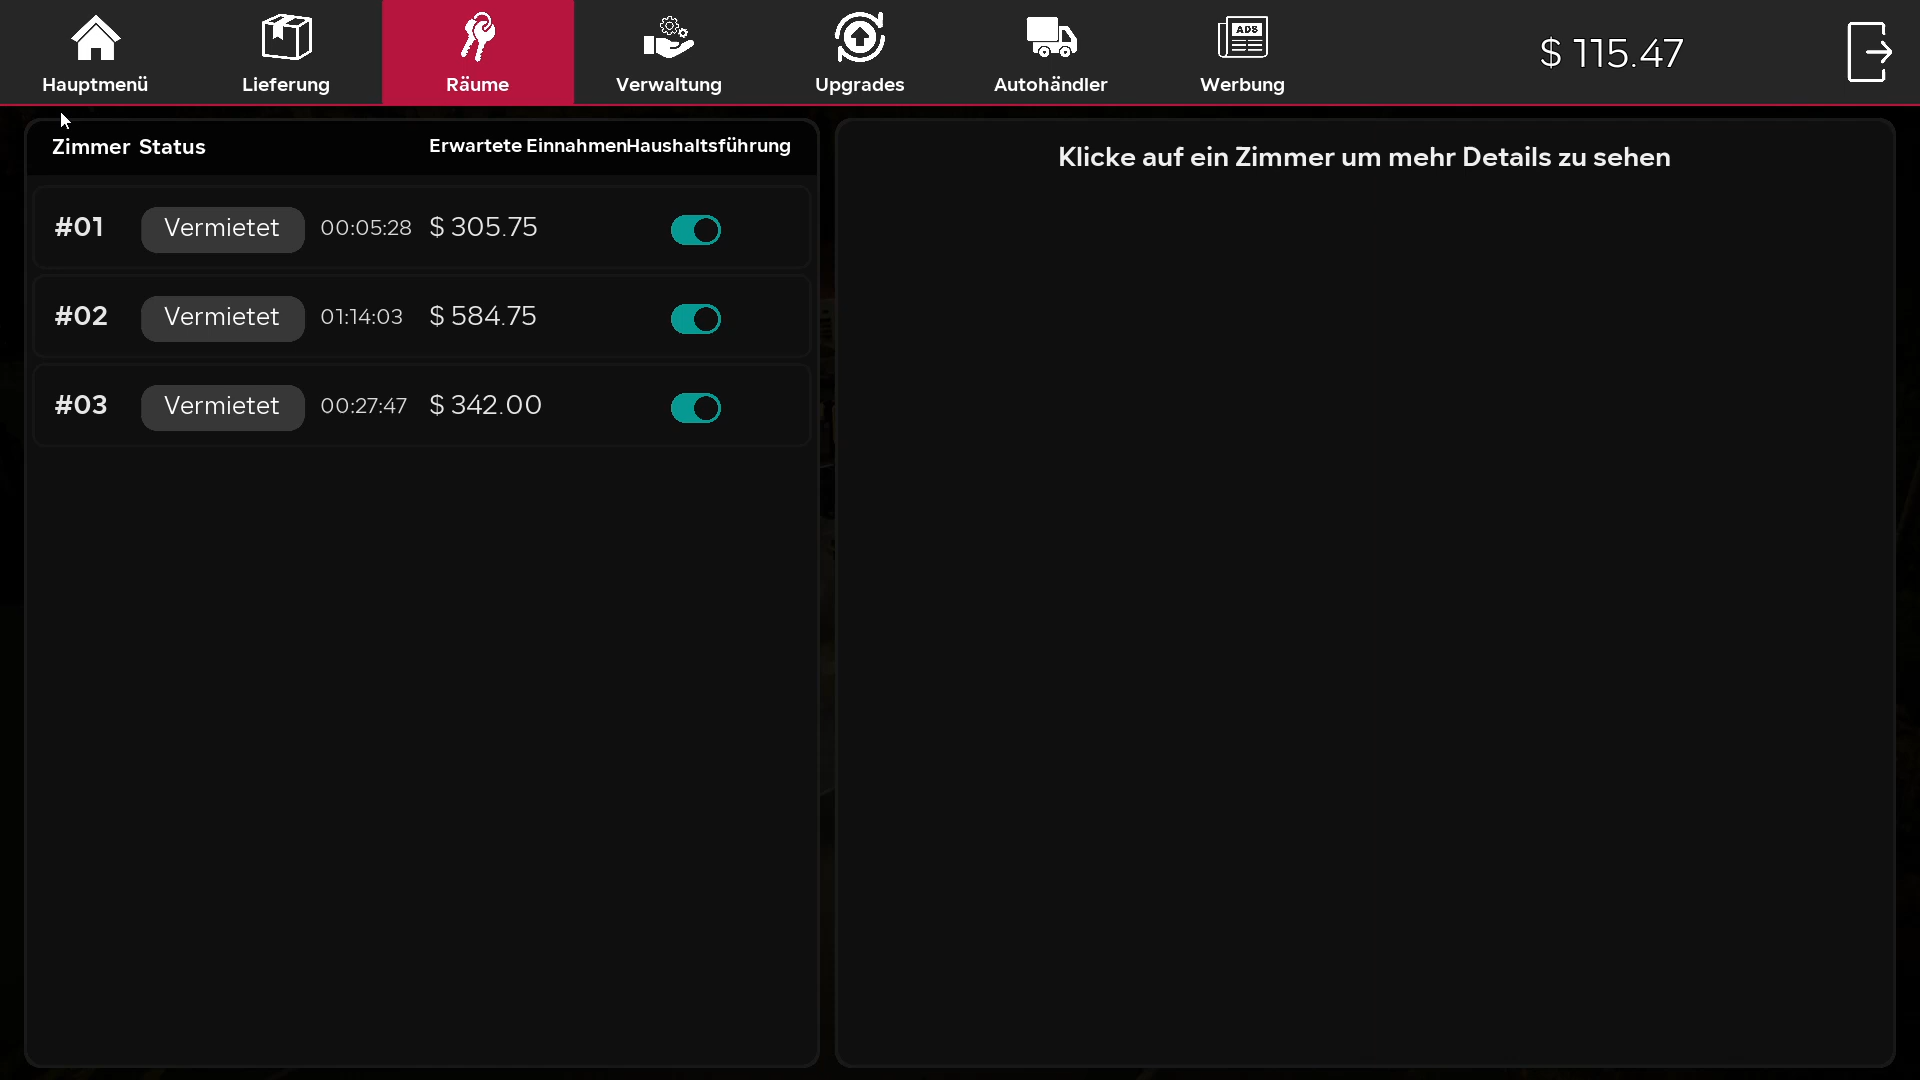 Hauptmenü
Lieferung
Räume
Verwaltung
Upgrades
Autohändler
ADS
Werbung
$ 115.47
Zimmer Status Erwartete Einnahmen Haushaltsführung
#01 Vermietet 00:05:28 $ 305.75
#02 Vermietet 01:14:03 $ 584.75
#03 Vermietet 00:27:47 $ 342.00
Klicke auf ein Zimmer um mehr Details zu sehen